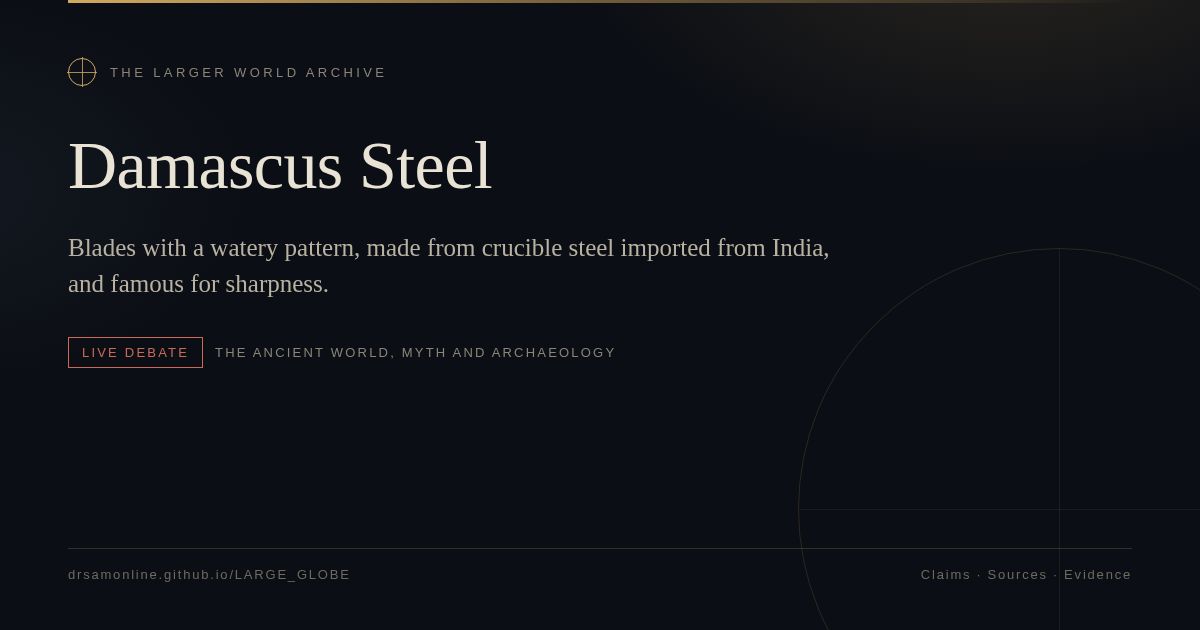 THE LARGER WORLD ARCHIVE
Damascus Steel
Blades with a watery pattern, made from crucible steel imported from India,
and famous for sharpness.
LIVE DEBATE THE ANCIENT WORLD, MYTH AND ARCHAEOLOGY
drsamonline.github.io/LARGE_GLOBE Claims · Sources · Evidence